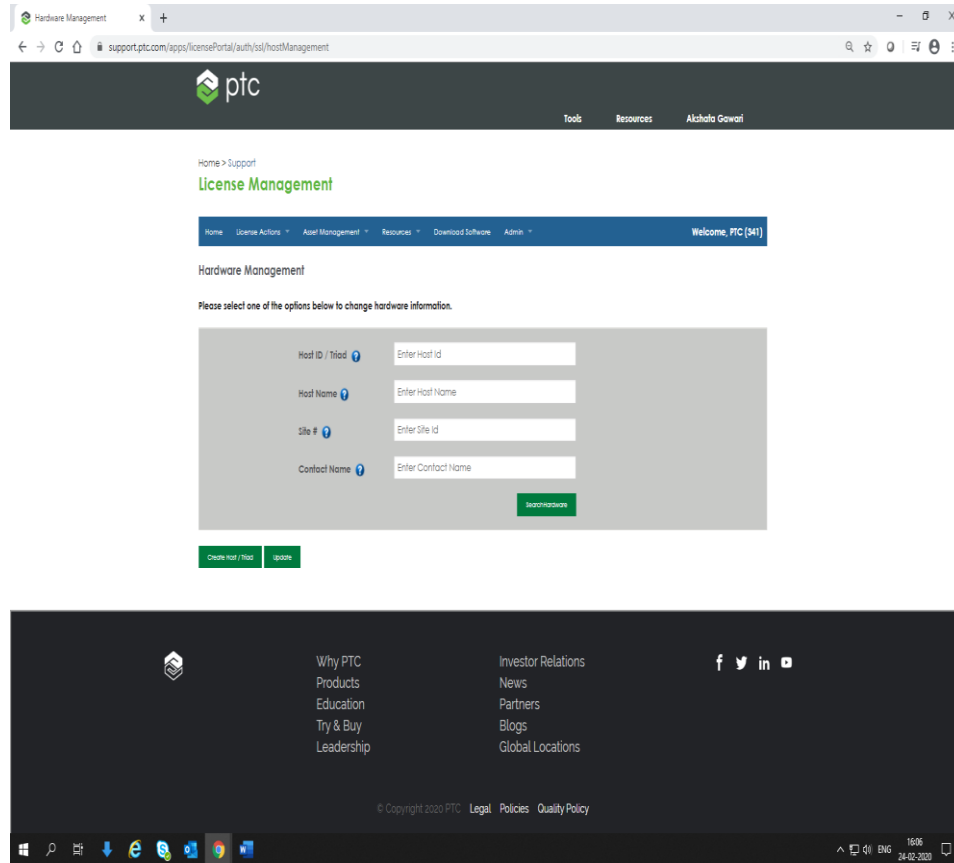 Hardware Management
support.ptc.com/apps/licensePortal/auth/ssl/hostManagement
ptc
Tools Resources Akshata Gawari
Home > Support
License Management
Home License Actions Asset Management Resources Download Software Admin Welcome, PTC (341)
Hardware Management
Please select one of the options below to change hardware information.
Host ID / Triad Enter Host Id
Host Name Enter Host Name
Site # Enter Site Id
Contact Name Enter Contact Name
Search Hardware
Create Host / Triad Update
Why PTC
Products
Education
Try & Buy
Leadership
Investor Relations
News
Partners
Blogs
Global Locations
© Copyright 2020 PTC Legal Policies Quality Policy
ENG 16:06
24-02-2020